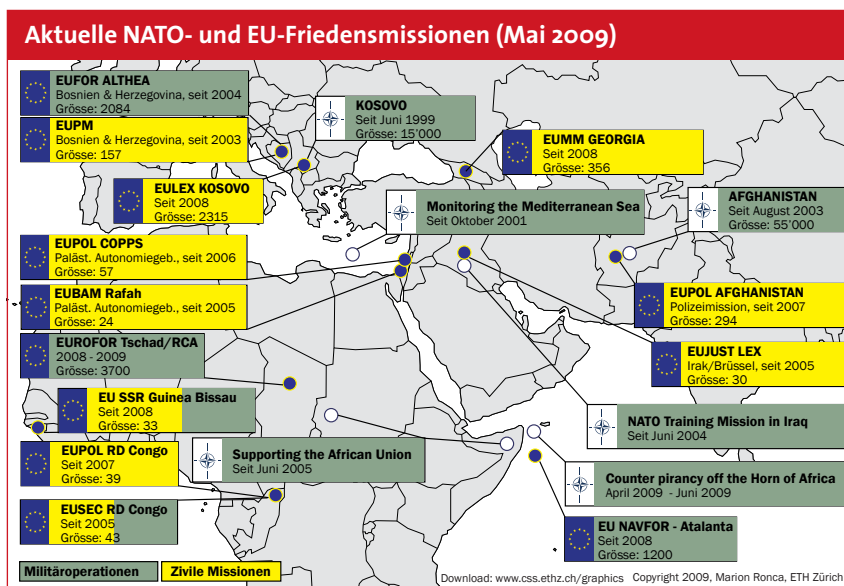 Aktuelle NATO- und EU-Friedensmissionen (Mai 2009)
EUFOR ALTHEA
Bosnien & Herzegovina, seit 2004
Grösse: 2084
EUPM
Bosnien & Herzegovina, seit 2003
Grösse: 157
KOSOVO
Seit Juni 1999
Grösse: 15'000
EUMM GEORGIA
Seit 2008
Grösse: 356
EULEX KOSOVO
Seit 2008
Grösse: 2315
Monitoring the Mediterranean Sea
Seit Oktober 2001
AFGHANISTAN
Seit August 2003
Grösse: 55'000
EUPOL COPPS
Paläst. Autonomiegeb., seit 2006
Grösse: 57
EUBAM Rafah
Paläst. Autonomiegeb., seit 2005
Grösse: 24
EUPOL AFGHANISTAN
Polizeimission, seit 2007
Grösse: 294
EUROFOR Tschad/RCA
2008 - 2009
Grösse: 3700
EUJUST LEX
Irak/Brüssel, seit 2005
Grösse: 30
EU SSR Guinea Bissau
Seit 2008
Grösse: 33
NATO Training Mission in Iraq
Seit Juni 2004
EUPOL RD Congo
Seit 2007
Grösse: 39
Supporting the African Union
Seit Juni 2005
Counter pirancy off the Horn of Africa
April 2009 - Juni 2009
EUSEC RD Congo
Seit 2005
Grösse: 43
EU NAVFOR - Atalanta
Seit 2008
Grösse: 1200
Militäroperationen
Zivile Missionen
Download: www.css.ethz.ch/graphics Copyright 2009, Marion Ronca, ETH Zürich